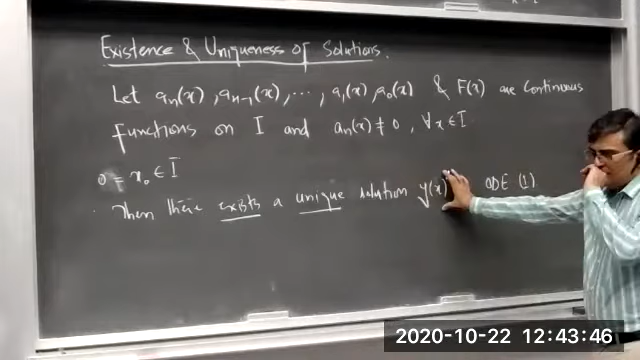 Existence & Uniqueness of Solutions.
Let aₙ(x), aₙ₋₁(x), ..., a₁(x), a₀(x) & F(x) are continuous
functions on I and aₙ(x) ≠ 0, ∀x ∈ I.
0 = x₀ ∈ I
Then there exists a unique solution y(x) ODE (1).
2020-10-22 12:43:46